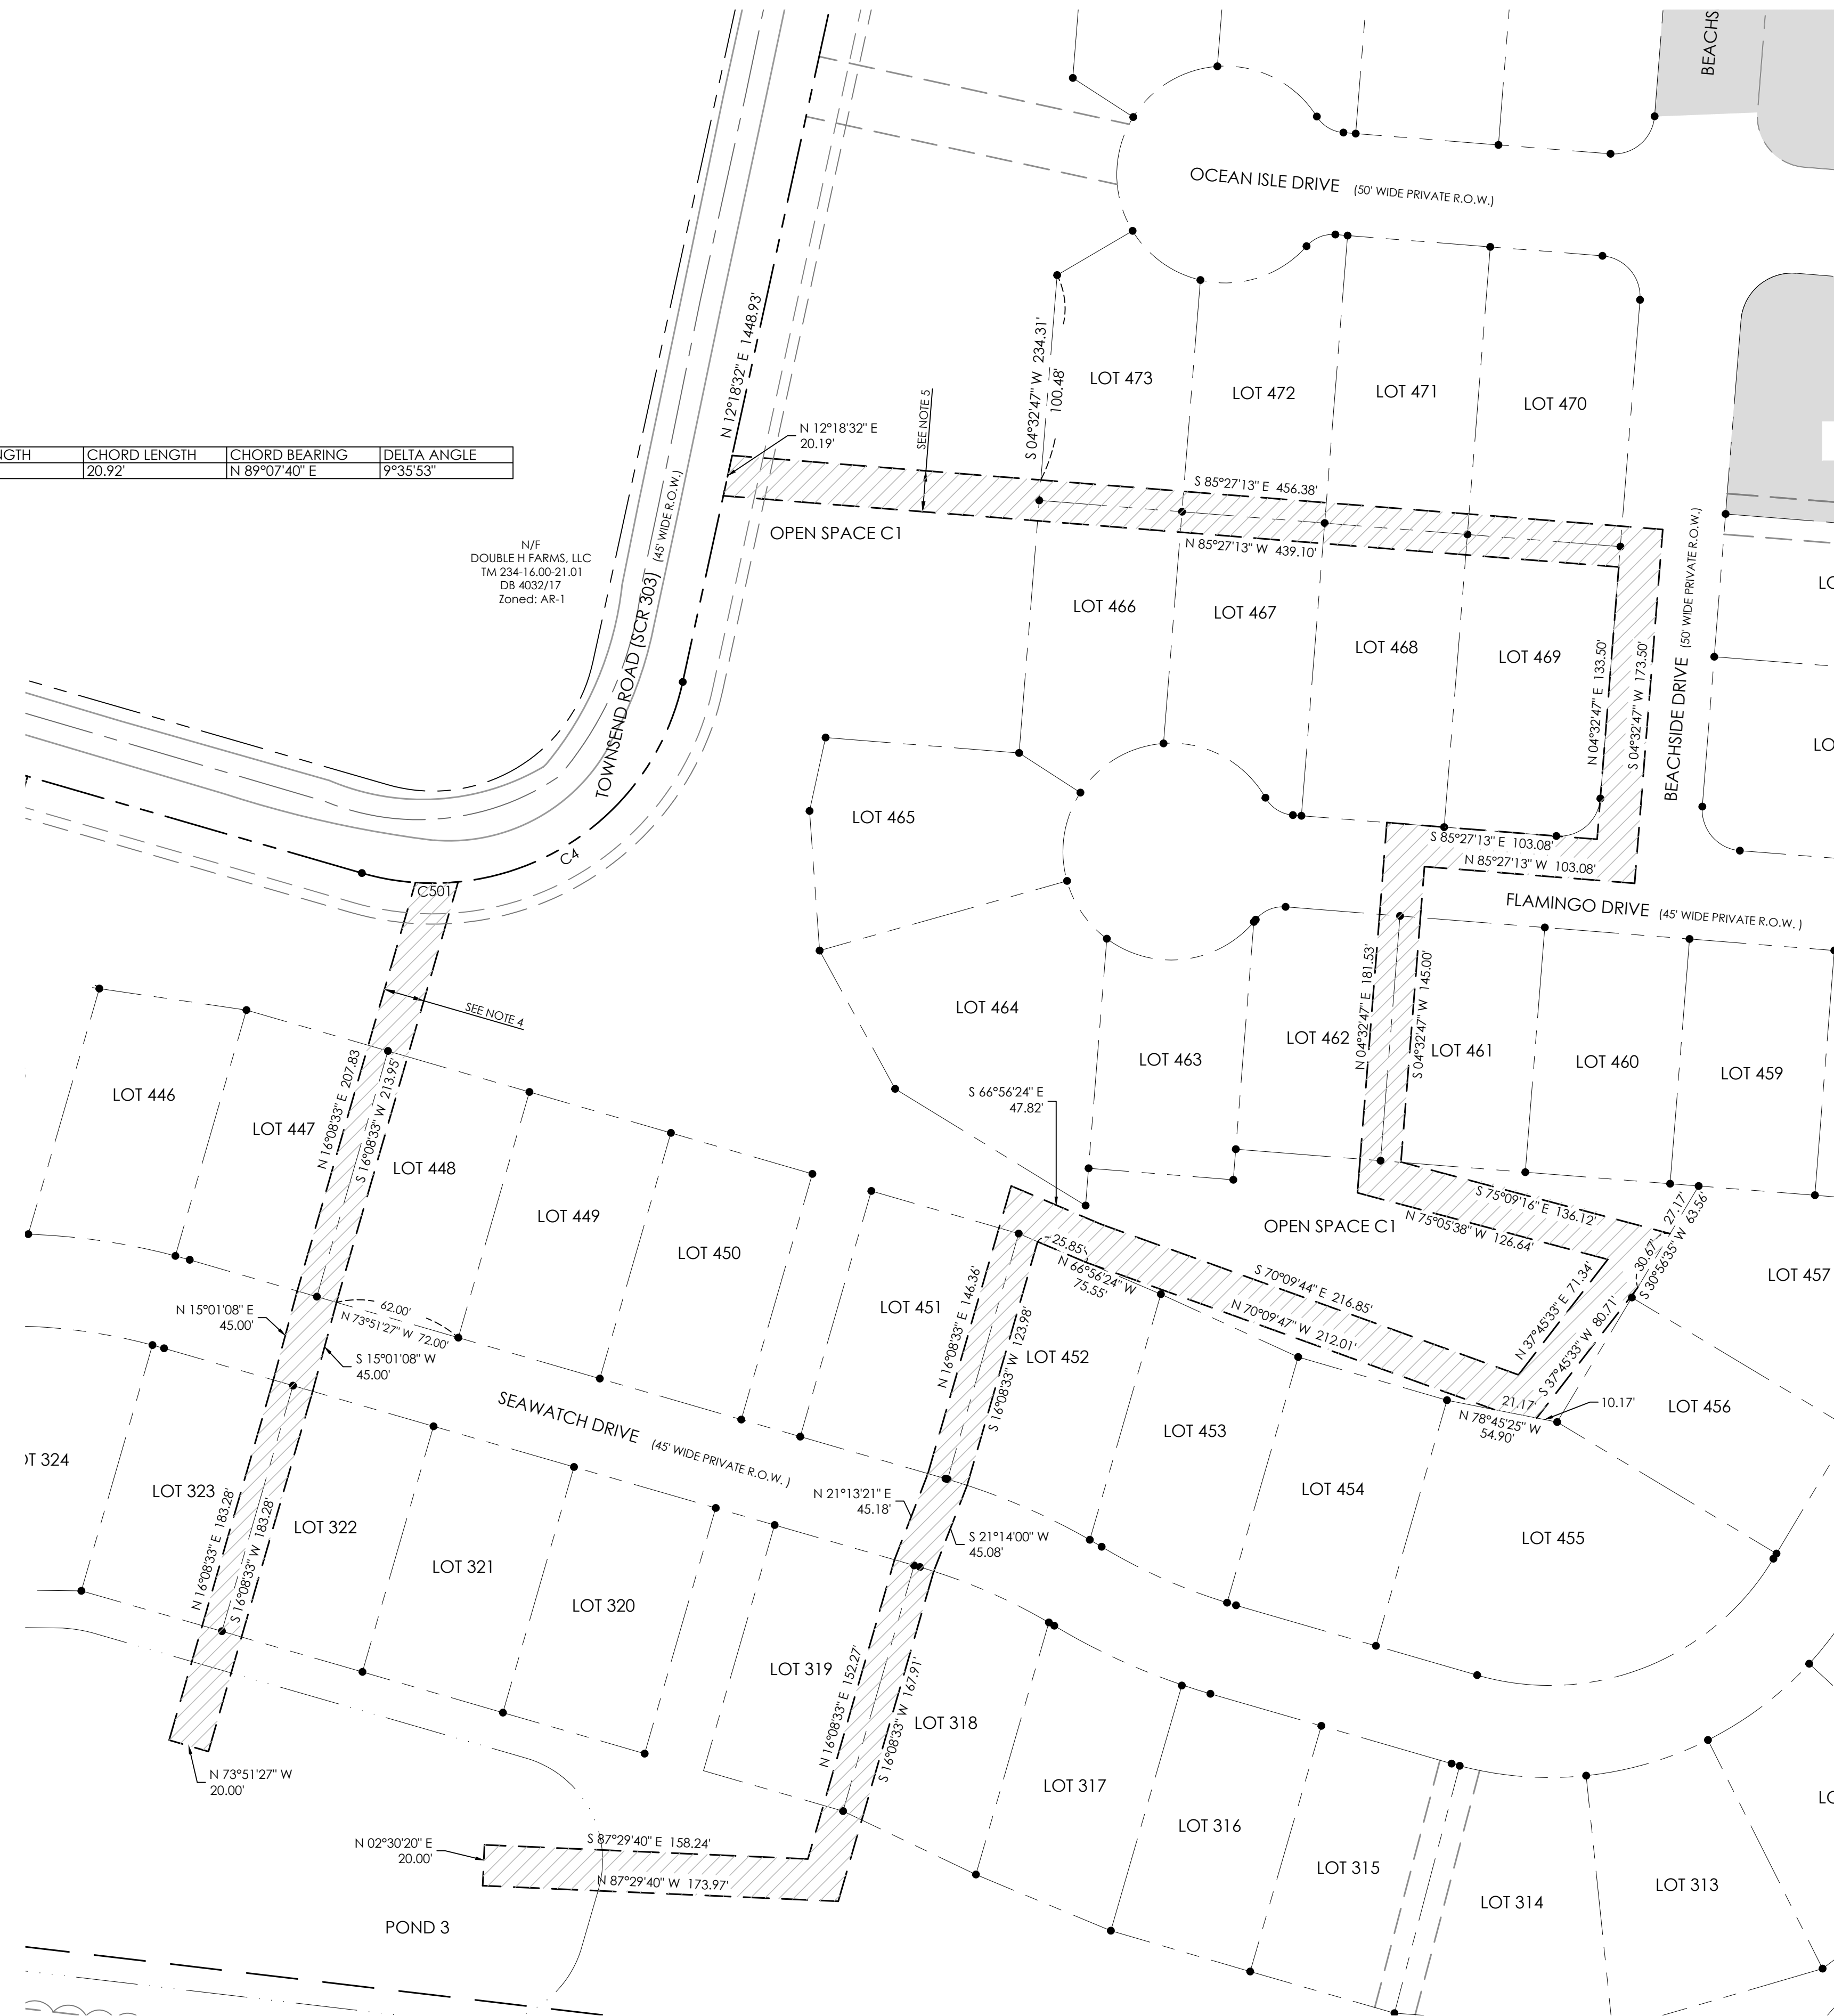 BEACHS
OCEAN ISLE DRIVE (50' WIDE PRIVATE R.O.W.)
N 12°18'32" E 1448.93'
S 04°32'47" W 234.31'
100.48'
LOT 473
LOT 472
LOT 471
LOT 470
SEE NOTE 5
N 12°18'32" E
20.19'
CHORD LENGTH
CHORD BEARING
DELTA ANGLE
20.92'
N 89°07'40" E
9°35'53"
S 85°27'13" E 456.38'
OPEN SPACE C1
N 85°27'13" W 439.10'
N/F
DOUBLE H FARMS, LLC
TM 234-16.00-21.01
DB 4032/17
Zoned: AR-1
TOWNSEND ROAD (SCR 303) (45' WIDE R.O.W.)
BEACHSIDE DRIVE (50' WIDE PRIVATE R.O.W.)
LOT 466
LOT 467
LOT 468
LOT 469
N 04°32'47" E 133.50'
S 04°32'47" W 173.50'
LOT 465
S 85°27'13" E 103.08'
N 85°27'13" W 103.08'
C4
C501
FLAMINGO DRIVE (45' WIDE PRIVATE R.O.W.)
SEE NOTE 4
LOT 464
LOT 463
LOT 462
N 04°32'47" E 181.53'
S 04°32'47" W 145.00'
LOT 461
LOT 460
LOT 459
LOT 446
LOT 447
N 16°08'33" E 207.83
S 16°08'33" W 213.95'
LOT 448
LOT 449
LOT 450
S 66°56'24" E
47.82'
S 75°09'16" E 136.12'
N 75°05'38" W 126.64'
OPEN SPACE C1
27.17'
30.67'
S 30°56'35" W 63.56'
LOT 457
25.85'
N 66°56'24" W
75.55'
S 70°09'44" E 216.85'
N 70°09'47" W 212.01'
N 37°45'33" E 71.34'
S 37°45'33" W 80.71'
N 15°01'08" E
45.00'
62.00'
N 73°51'27" W 72.00'
S 15°01'08" W
45.00'
LOT 451
N 16°08'33" E 146.36'
S 16°08'33" W 123.98'
LOT 452
LOT 453
LOT 454
21.17'
10.17'
N 78°45'25" W
54.90'
LOT 456
LOT 455
SEAWATCH DRIVE (45' WIDE PRIVATE R.O.W.)
LOT 323
N 16°08'33" E 183.28'
S 16°08'33" W 183.28'
LOT 322
LOT 321
LOT 320
N 21°13'21" E
45.18'
S 21°14'00" W
45.08'
LOT 319
N 16°08'33" E 152.27'
S 16°08'33" W 167.91'
LOT 318
LOT 317
LOT 316
LOT 315
LOT 314
LOT 313
N 73°51'27" W
20.00'
N 02°30'20" E
20.00'
S 87°29'40" E 158.24'
N 87°29'40" W 173.97'
POND 3